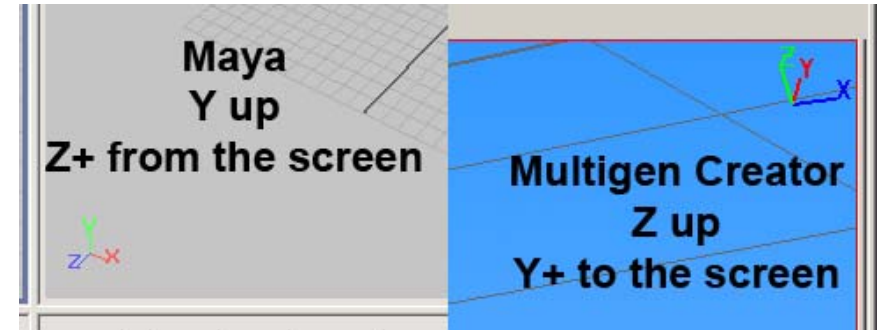 Maya
Y up
Z+ from the screen
Y
Z X
Z
Y
X
Multigen Creator
Z up
Y+ to the screen